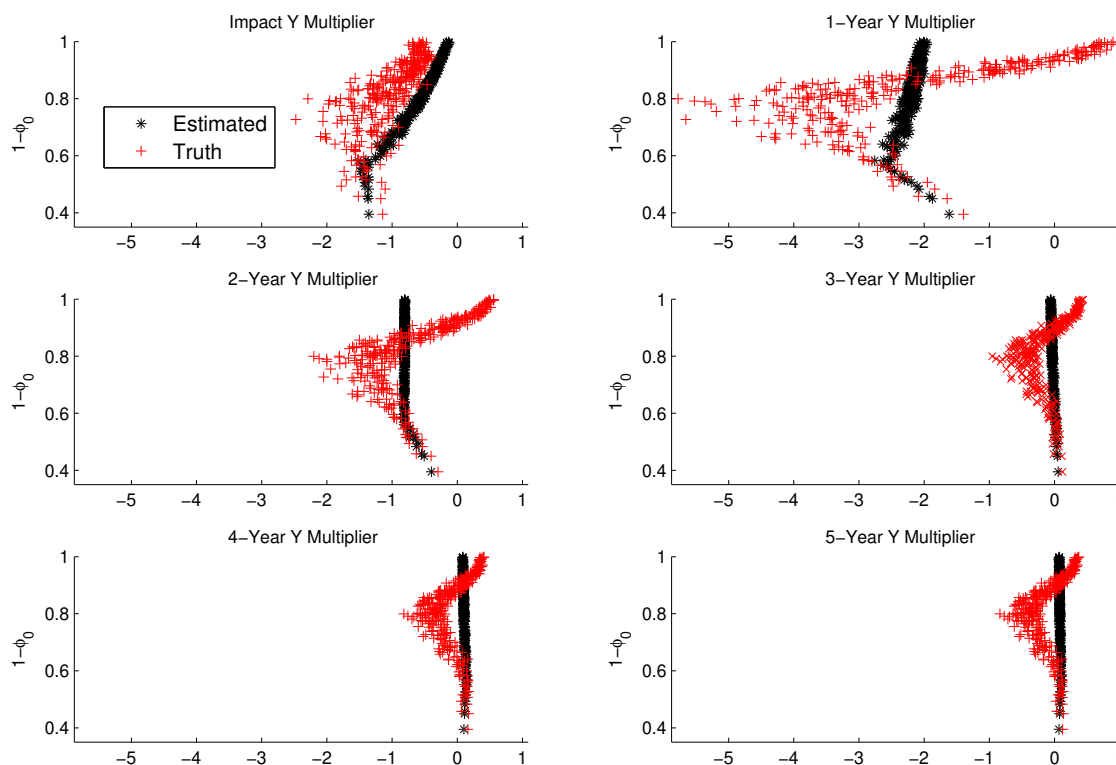 Impact Y Multiplier
1
0.8
0.6
0.4
1−ϕ0
Estimated
Truth
−5 −4 −3 −2 −1 0 1
1−Year Y Multiplier
1
0.8
0.6
0.4
1−ϕ0
−5 −4 −3 −2 −1 0
2−Year Y Multiplier
1
0.8
0.6
0.4
1−ϕ0
−5 −4 −3 −2 −1 0 1
3−Year Y Multiplier
1
0.8
0.6
0.4
1−ϕ0
−5 −4 −3 −2 −1 0
4−Year Y Multiplier
1
0.8
0.6
0.4
1−ϕ0
−5 −4 −3 −2 −1 0 1
5−Year Y Multiplier
1
0.8
0.6
0.4
1−ϕ0
−5 −4 −3 −2 −1 0